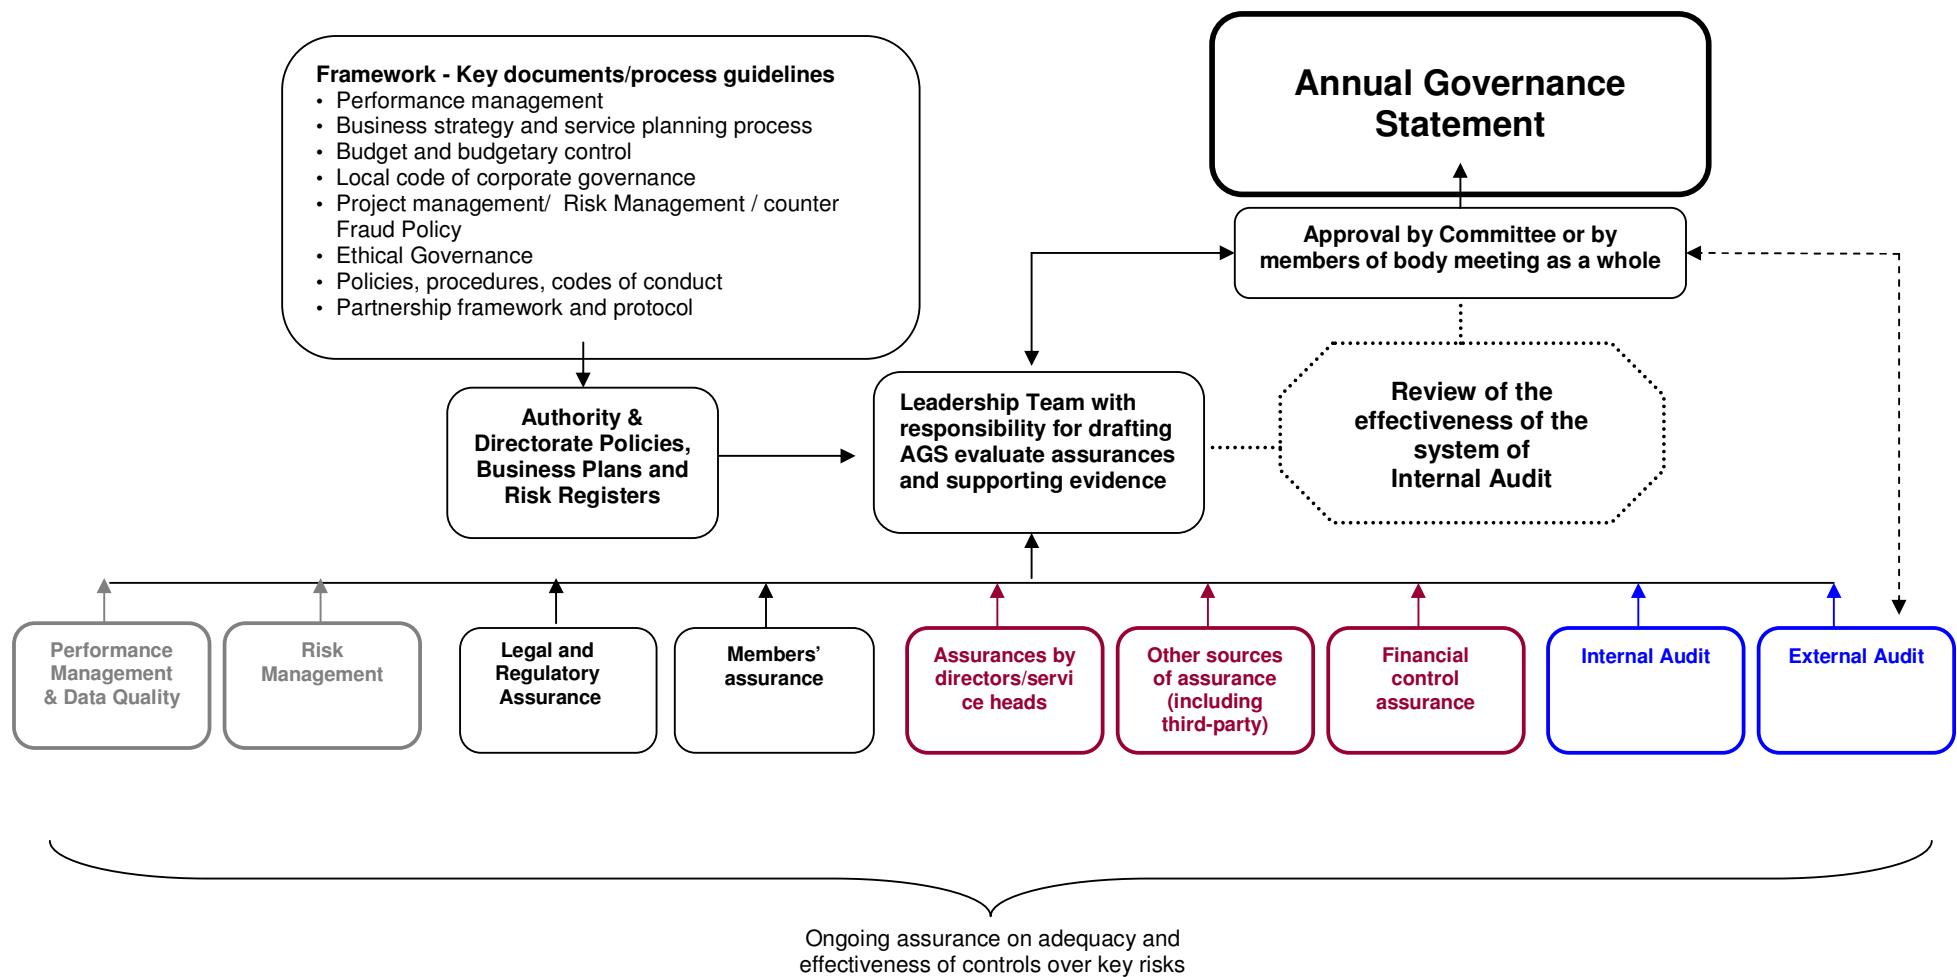 Framework - Key documents/process guidelines
• Performance management
• Business strategy and service planning process
• Budget and budgetary control
• Local code of corporate governance
• Project management/  Risk Management / counter
Fraud Policy
• Ethical Governance
• Policies, procedures, codes of conduct
• Partnership framework and protocol
Annual Governance
Statement
Approval by Committee or by
members of body meeting as a whole
Authority &
Directorate Policies,
Business Plans and
Risk Registers
Leadership Team with
responsibility for drafting
AGS evaluate assurances
and supporting evidence
Review of the
effectiveness of the
system of
Internal Audit
Performance
Management
& Data Quality
Risk
Management
Legal and
Regulatory
Assurance
Members’
assurance
Assurances by
directors/servi
ce heads
Other sources
of assurance
(including
third-party)
Financial
control
assurance
Internal Audit
External Audit
Ongoing assurance on adequacy and
effectiveness of controls over key risks